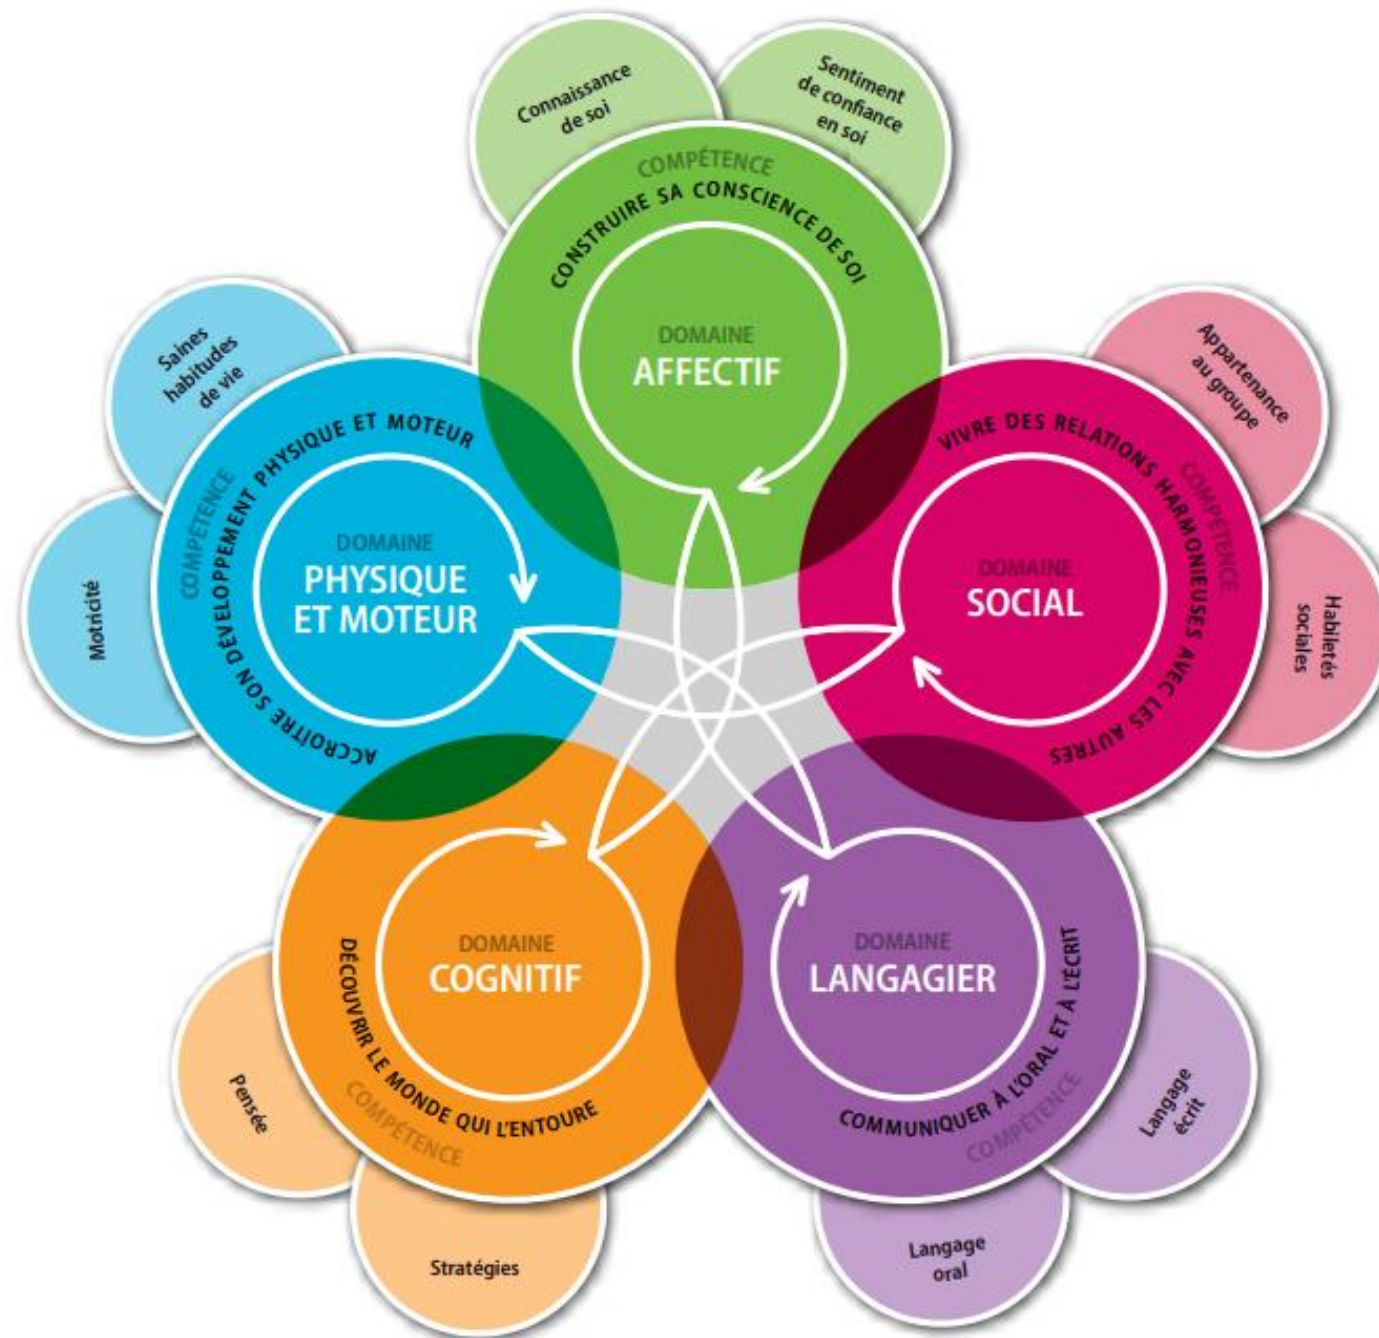 Connaissance
de soi
Sentiment
de confiance
en soi
COMPÉTENCE
CONSTRUIRE SA CONSCIENCE DE SOI
DOMAINE
AFFECTIF
Appartenance
au groupe
Habiletés
sociales
COMPÉTENCE
VIVRE DES RELATIONS HARMONIEUSES AVEC LES AUTRES
DOMAINE
SOCIAL
Langage
écrit
Langage
oral
COMPÉTENCE
COMMUNIQUER À L'ORAL ET À L'ÉCRIT
DOMAINE
LANGAGIER
Stratégies
Pensée
COMPÉTENCE
DÉCOUVRIR LE MONDE QUI L'ENTOURE
DOMAINE
COGNITIF
Motricité
Saines
habitudes
de vie
COMPÉTENCE
ACCROÎTRE SON DÉVELOPPEMENT PHYSIQUE ET MOTEUR
DOMAINE
PHYSIQUE
ET MOTEUR